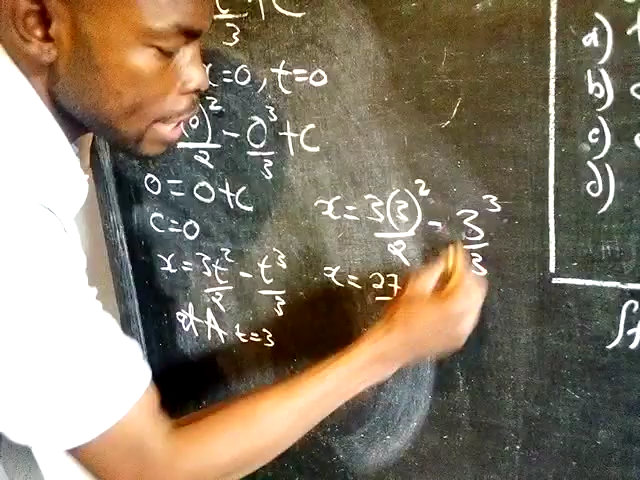 /3 + C
x=0, t=0
)²/2 - 0³/3 + C
0 = 0+C
C=0
x = 3t²/2 - t³/3
at A t=3
x = 3(3)²/2 - 3³/3
x = 27
a)
b)
c)
d)